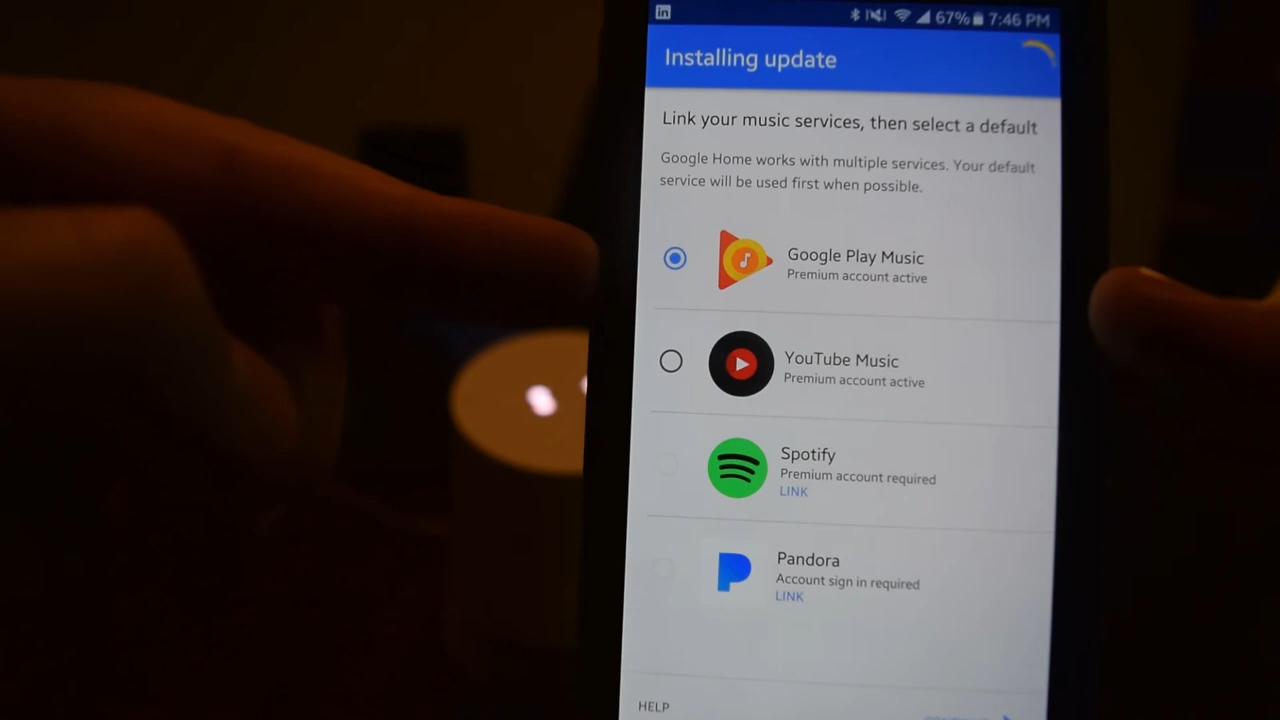 in 67% 7:46 PM
Installing update
Link your music services, then select a default
Google Home works with multiple services. Your default
service will be used first when possible.
Google Play Music
Premium account active
YouTube Music
Premium account active
Spotify
Premium account required
LINK
Pandora
Account sign in required
LINK
HELP